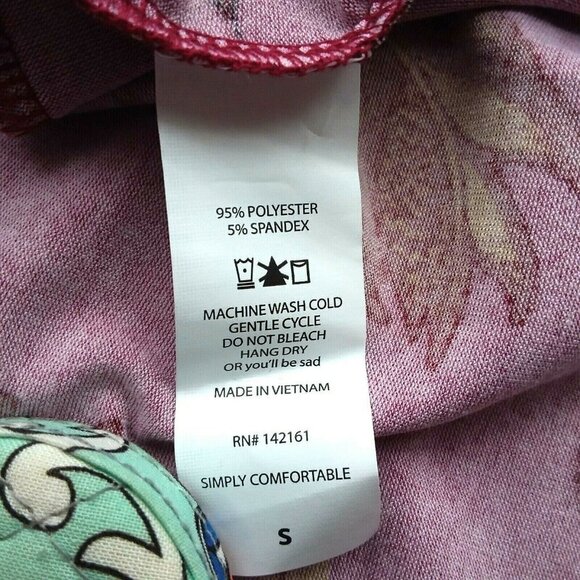 95% POLYESTER
5% SPANDEX
MACHINE WASH COLD
GENTLE CYCLE
DO NOT BLEACH
HANG DRY
OR you'll be sad
MADE IN VIETNAM
RN# 142161
SIMPLY COMFORTABLE
S